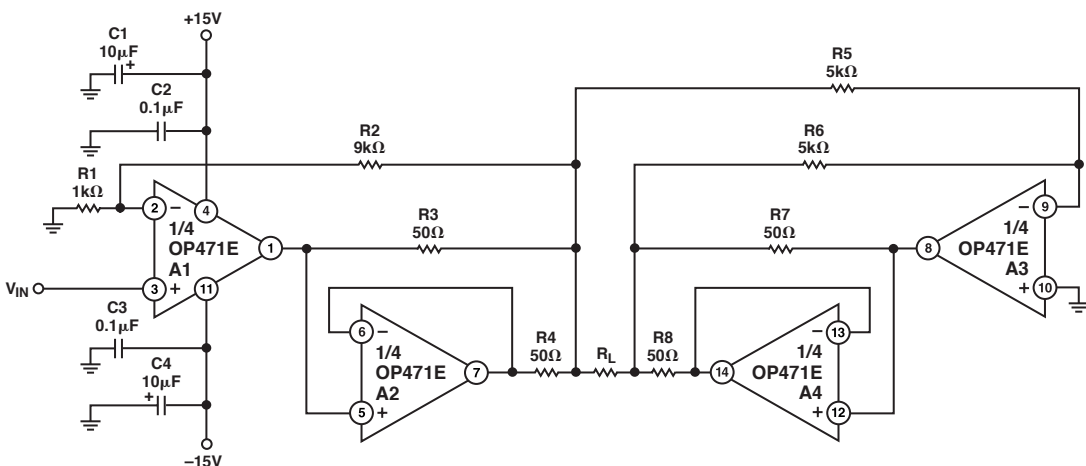 +15V
C1
10µF
+
C2
0.1µF
R5
5kΩ
R2
9kΩ
R6
5kΩ
R1
1kΩ
2
−
4
1/4
OP471E
A1
1
3
+
11
VIN
R3
50Ω
R7
50Ω
8
−
9
1/4
OP471E
A3
+
10
C3
0.1µF
C4
10µF
+
−15V
6
−
1/4
OP471E
A2
7
5
+
R4
50Ω
RL
R8
50Ω
14
−
13
1/4
OP471E
A4
+
12